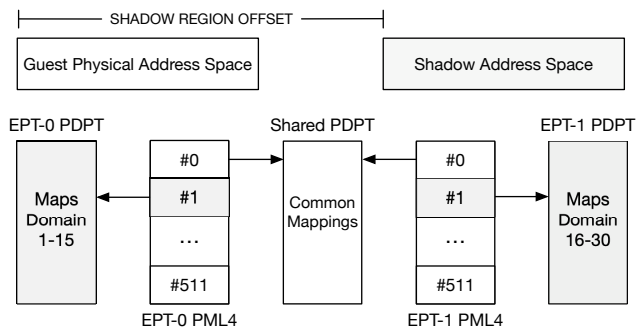 SHADOW REGION OFFSET
Guest Physical Address Space
Shadow Address Space
EPT-0 PDPT
Shared PDPT
EPT-1 PDPT
Maps
Domain
1-15
#0
#1
...
#511
Common
Mappings
#0
#1
...
#511
Maps
Domain
16-30
EPT-0 PML4
EPT-1 PML4